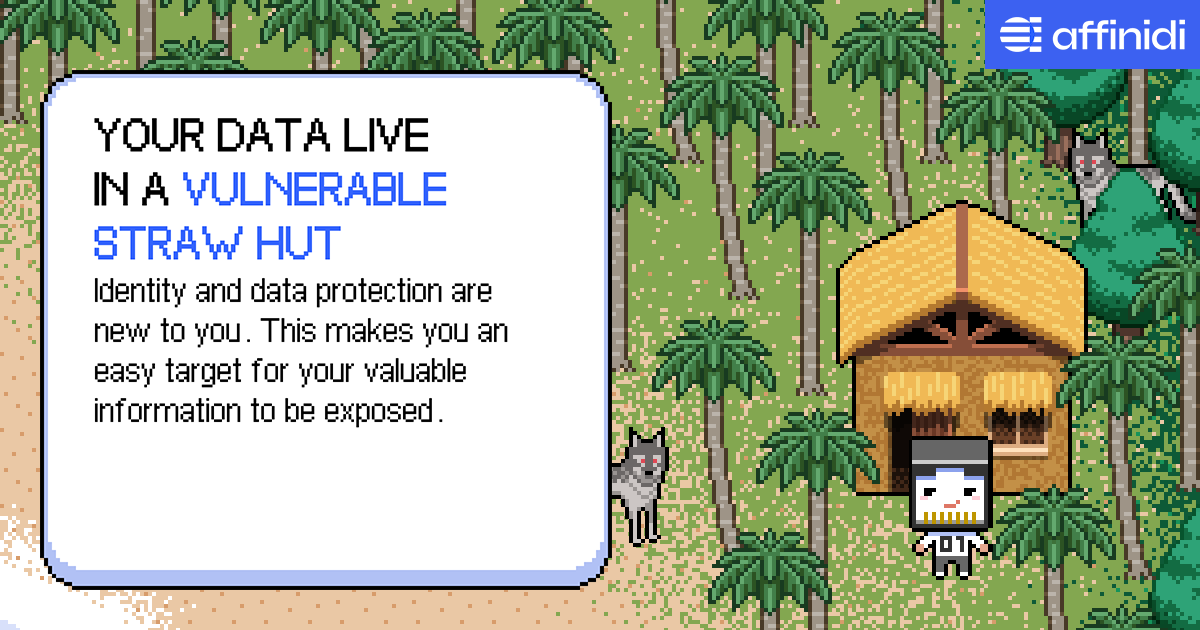 affinidi
YOUR DATA LIVE
IN A VULNERABLE
STRAW HUT
Identity and data protection are
new to you. This makes you an
easy target for your valuable
information to be exposed.